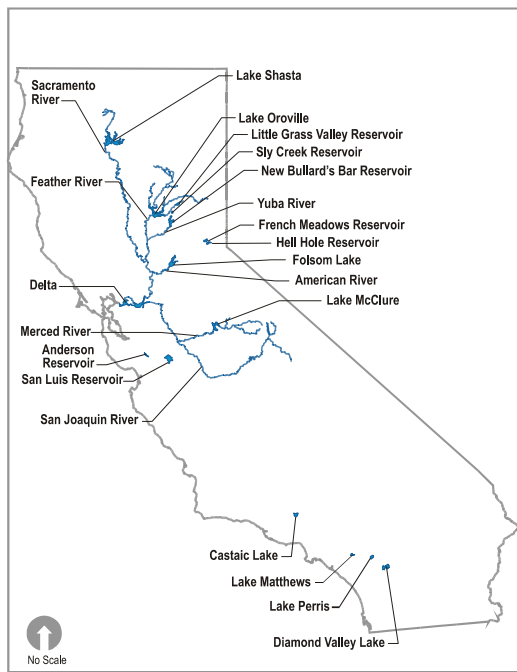 Lake Shasta
Sacramento
River
Lake Oroville
Little Grass Valley Reservoir
Sly Creek Reservoir
New Bullard's Bar Reservoir
Feather River
Yuba River
French Meadows Reservoir
Hell Hole Reservoir
Folsom Lake
American River
Delta
Lake McClure
Merced River
Anderson
Reservoir
San Luis Reservoir
San Joaquin River
Castaic Lake
Lake Matthews
Lake Perris
Diamond Valley Lake
No Scale